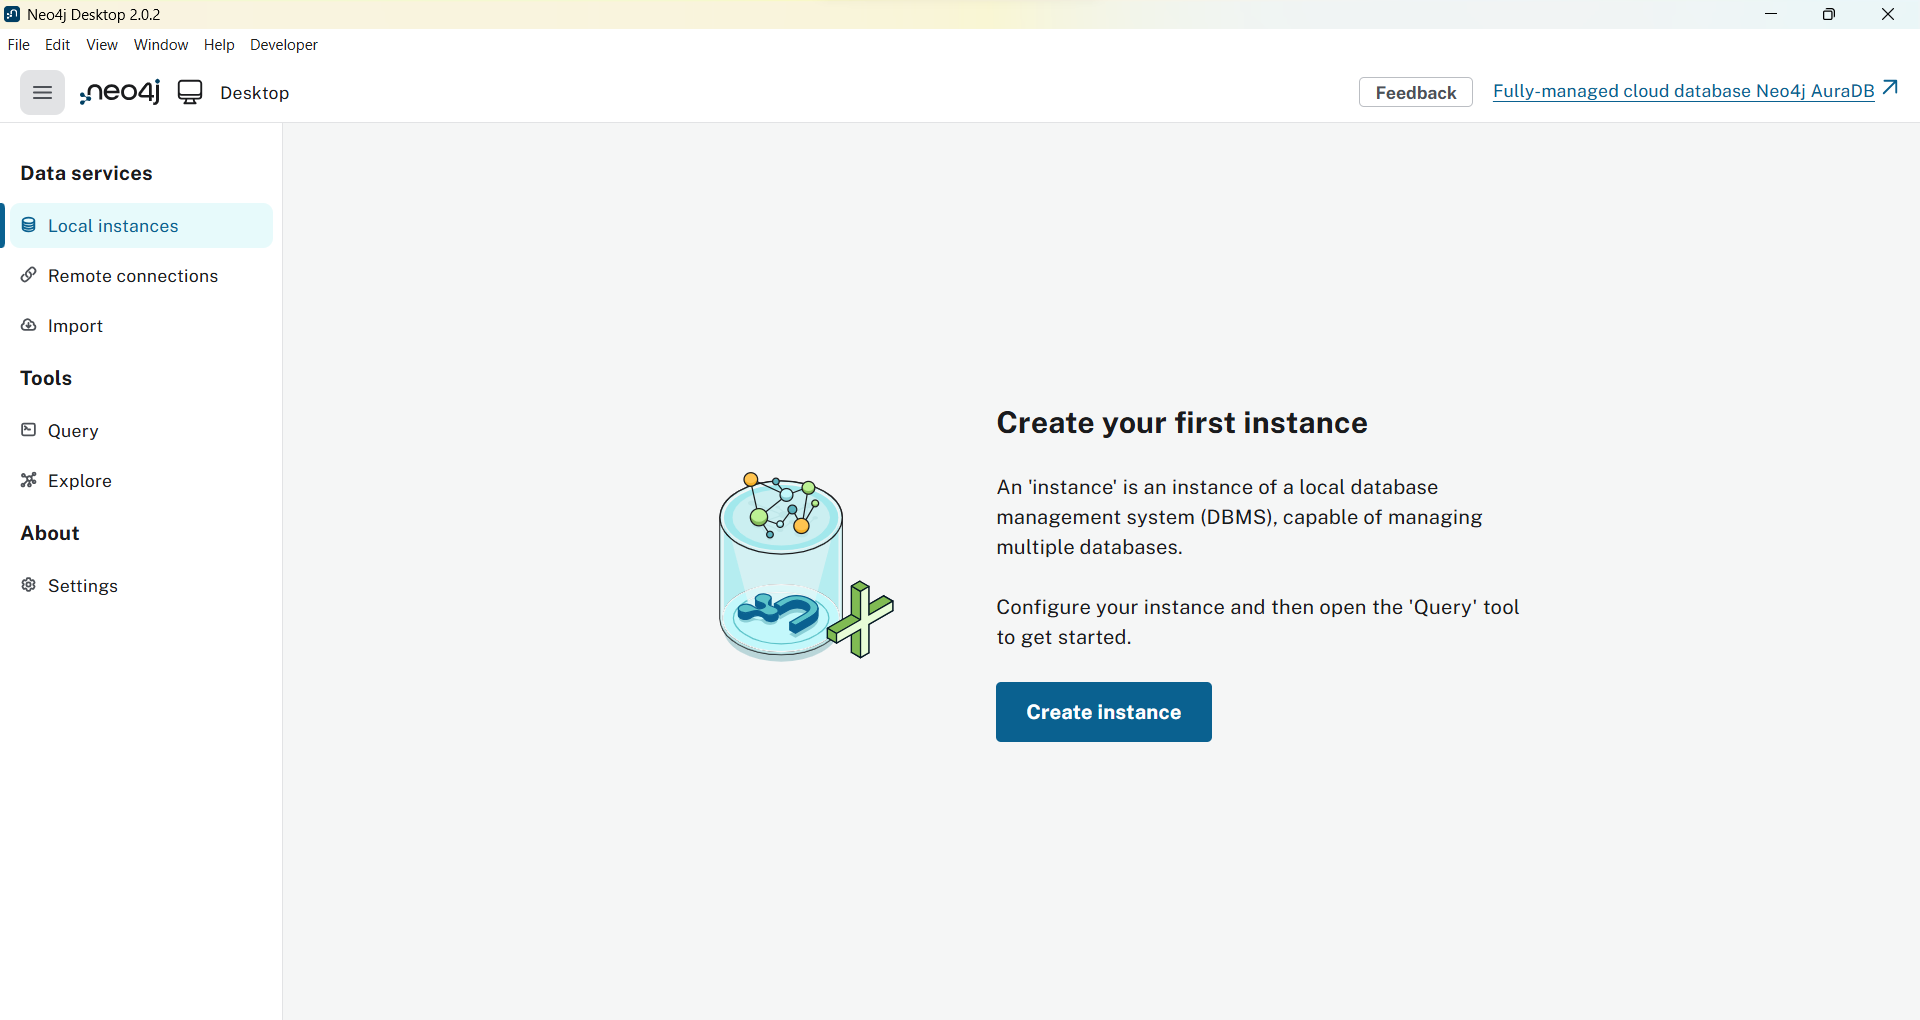 Neo4j Desktop 2.0.2
File Edit View Window Help Developer
neo4j Desktop
Feedback
Fully-managed cloud database Neo4j AuraDB
Data services
Local instances
Remote connections
Import
Tools
Query
Explore
About
Settings
Create your first instance
An 'instance' is an instance of a local database
management system (DBMS), capable of managing
multiple databases.
Configure your instance and then open the 'Query' tool
to get started.
Create instance